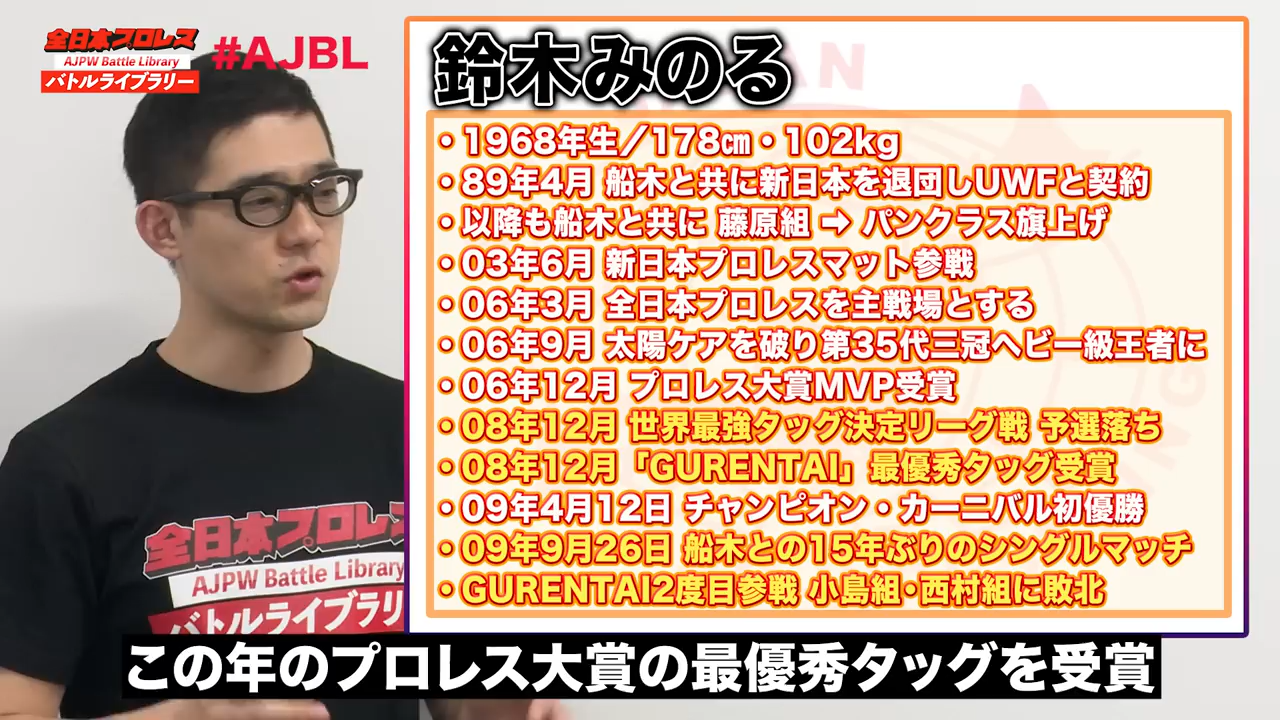 全日本プロレス
AJPW Battle Library
バトルライブラリー
#AJBL
鈴木みのる
・1968年生／178㎝・102kg
・89年4月 船木と共に新日本を退団しUWFと契約
・以降も船木と共に 藤原組 ➡ パンクラス旗上げ
・03年6月 新日本プロレスマット参戦
・06年3月 全日本プロレスを主戦場とする
・06年9月 太陽ケアを破り第35代三冠ヘビー級王者に
・06年12月 プロレス大賞MVP受賞
・08年12月 世界最強タッグ決定リーグ戦 予選落ち
・08年12月「GURENTAI」最優秀タッグ受賞
・09年4月12日 チャンピオン・カーニバル初優勝
・09年9月26日 船木との15年ぶりのシングルマッチ
・GURENTAI2度目参戦 小島組・西村組に敗北
全日本プロレス
AJPW Battle Library
バトルライブラリ
この年のプロレス大賞の最優秀タッグを受賞